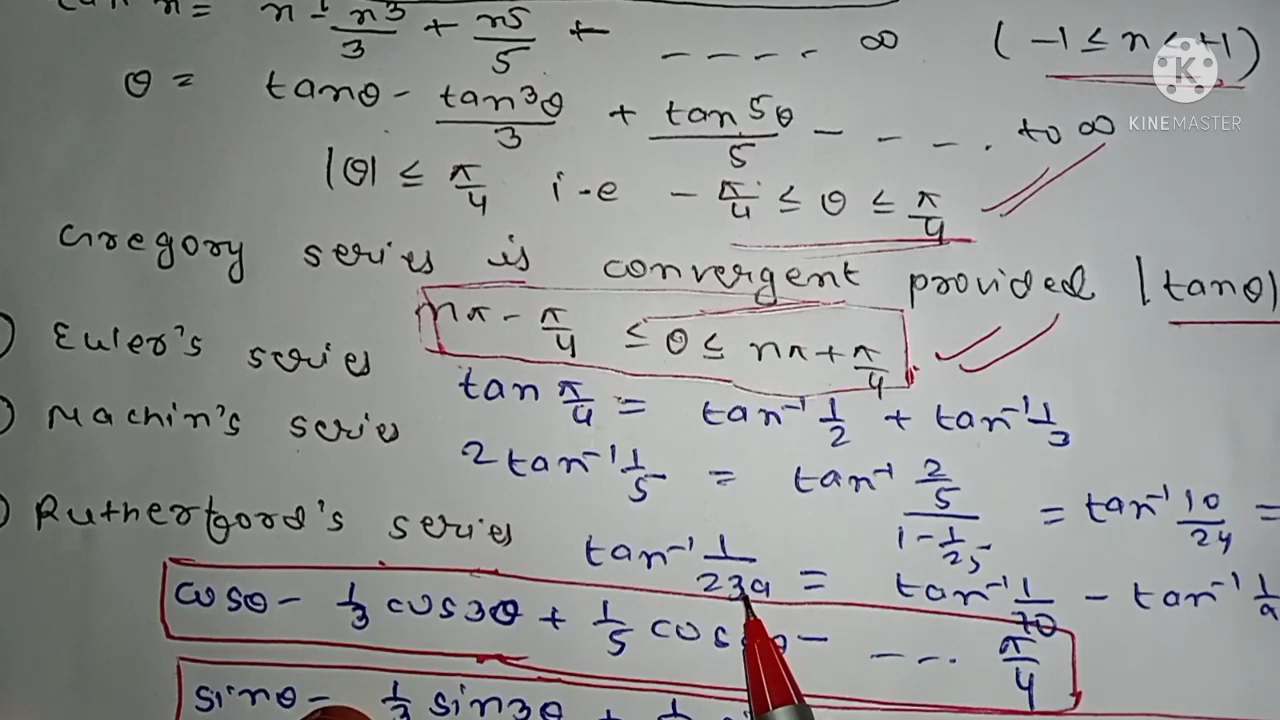 x = x - x³/3 + x⁵/5 + ---- ∞ (-1 ≤ x ≤ +1)
θ = tanθ - tan³θ/3 + tan⁵θ/5 - - - . to ∞
KINEMASTER
|θ| ≤ π/4 i-e - π/4 ≤ θ ≤ π/4
Gregory series is convergent provided |tanθ|
nπ - π/4 ≤ θ ≤ nπ + π/4
) Euler's series tan π/4 = tan⁻¹ 1/2 + tan⁻¹ 1/3
) Machin's series 2 tan⁻¹ 1/5 = tan⁻¹ (2/5)/(1 - 1/25) = tan⁻¹ 10/24 =
) Rutherford's series tan⁻¹ 1/239 = tan⁻¹ 1/70 - tan⁻¹ 1/9
cosθ - 1/3 cos3θ + 1/5 cos - - - . π/4
sinθ - 1/3 sin3θ +